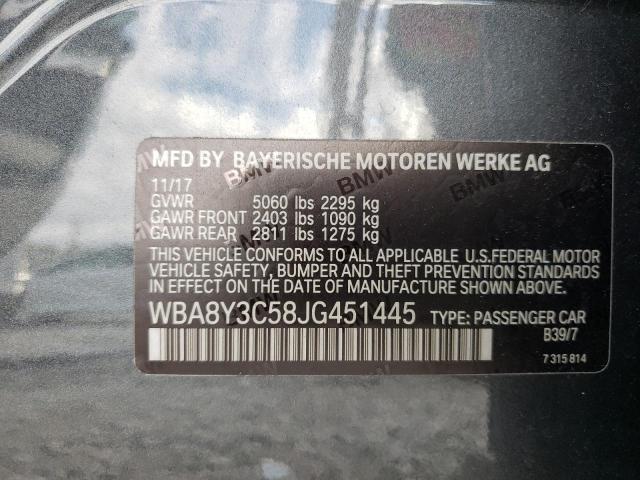 MFD BY BAYERISCHE MOTOREN WERKE AG
11/17
GVWR 5060 lbs 2295 kg
GAWR FRONT 2403 lbs 1090 kg
GAWR REAR 2811 lbs 1275 kg
THIS VEHICLE CONFORMS TO ALL APPLICABLE U.S.FEDERAL MOTOR
VEHICLE SAFETY, BUMPER AND THEFT PREVENTION STANDARDS
IN EFFECT ON THE DATE OF MANUFACTURE SHOWN ABOVE.
WBA8Y3C58JG451445 TYPE: PASSENGER CAR
B39/7
7 315 814